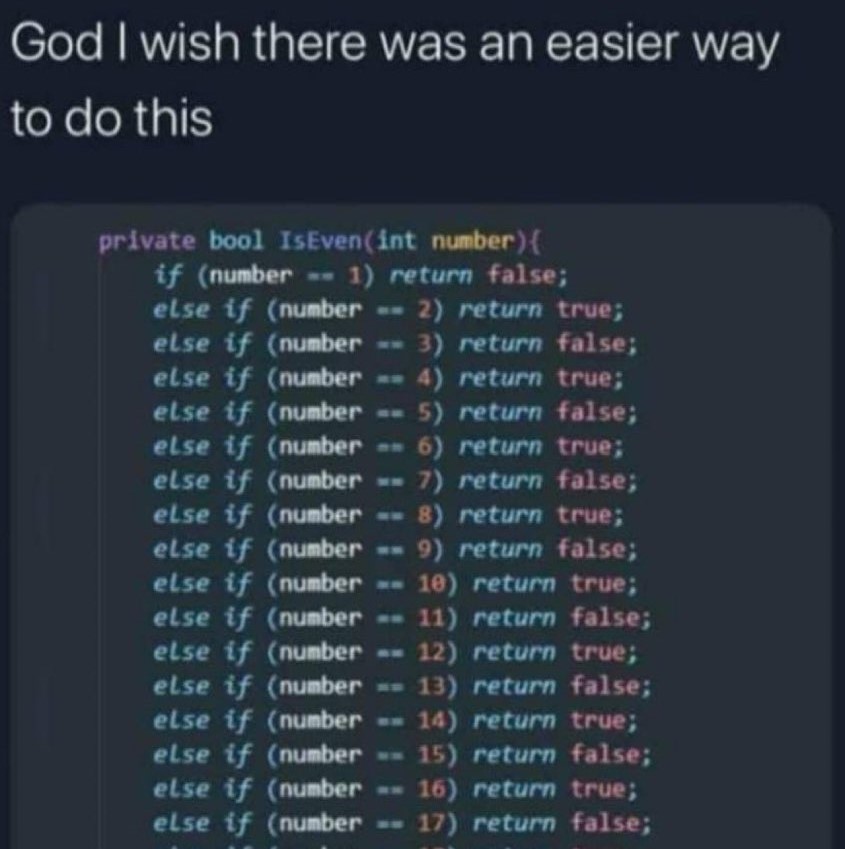 God I wish there was an easier way
to do this
private bool IsEven(int number){
if (number == 1) return false;
else if (number == 2) return true;
else if (number == 3) return false;
else if (number == 4) return true;
else if (number == 5) return false;
else if (number == 6) return true;
else if (number == 7) return false;
else if (number == 8) return true;
else if (number == 9) return false;
else if (number == 10) return true;
else if (number == 11) return false;
else if (number == 12) return true;
else if (number == 13) return false;
else if (number == 14) return true;
else if (number == 15) return false;
else if (number == 16) return true;
else if (number == 17) return false;